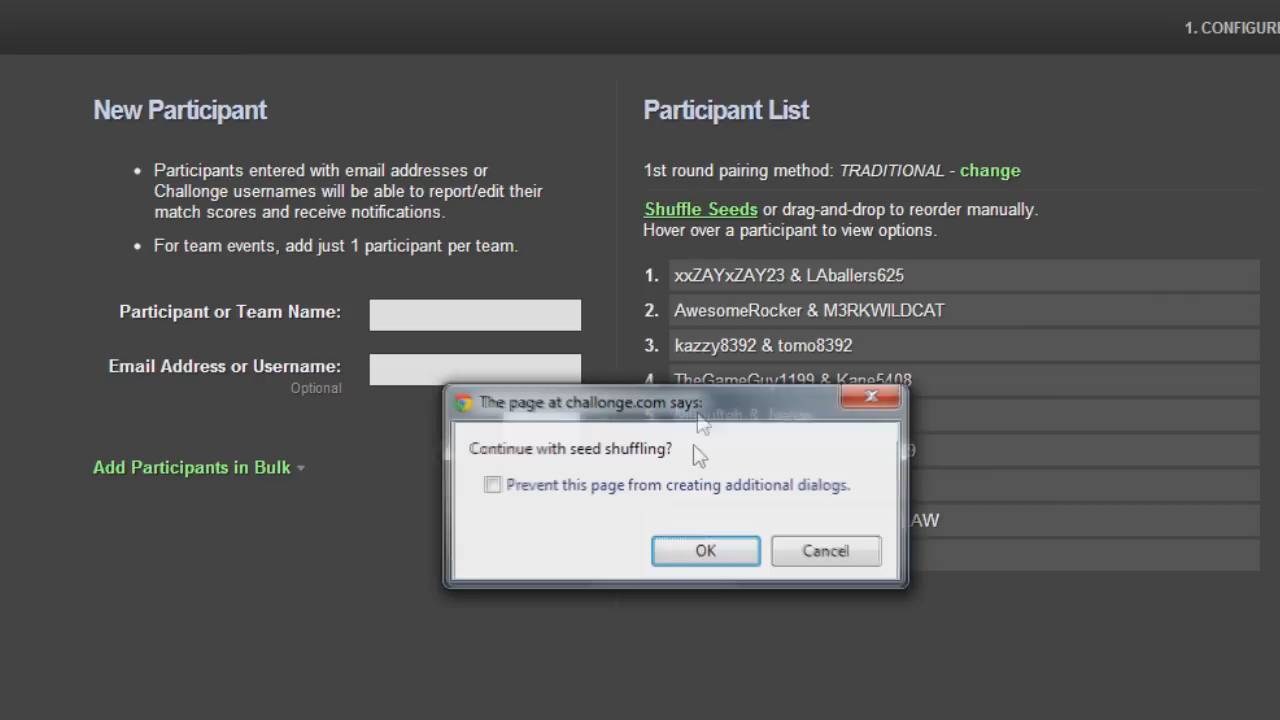 1. CONFIGURE
New Participant
• Participants entered with email addresses or
Challonge usernames will be able to report/edit their
match scores and receive notifications.
• For team events, add just 1 participant per team.
Participant or Team Name:
Email Address or Username:
Optional
Add Participants in Bulk
Participant List
1st round pairing method: TRADITIONAL - change
Shuffle Seeds or drag-and-drop to reorder manually.
Hover over a participant to view options.
1. xxZAYxZAY23 & LAballers625
2. AwesomeRocker & M3RKWILDCAT
3. kazzy8392 & tomo8392
4. TheGameGuy1199 & Kane5408
9
AW
The page at challonge.com says:
Continue with seed shuffling?
Prevent this page from creating additional dialogs.
OK
Cancel